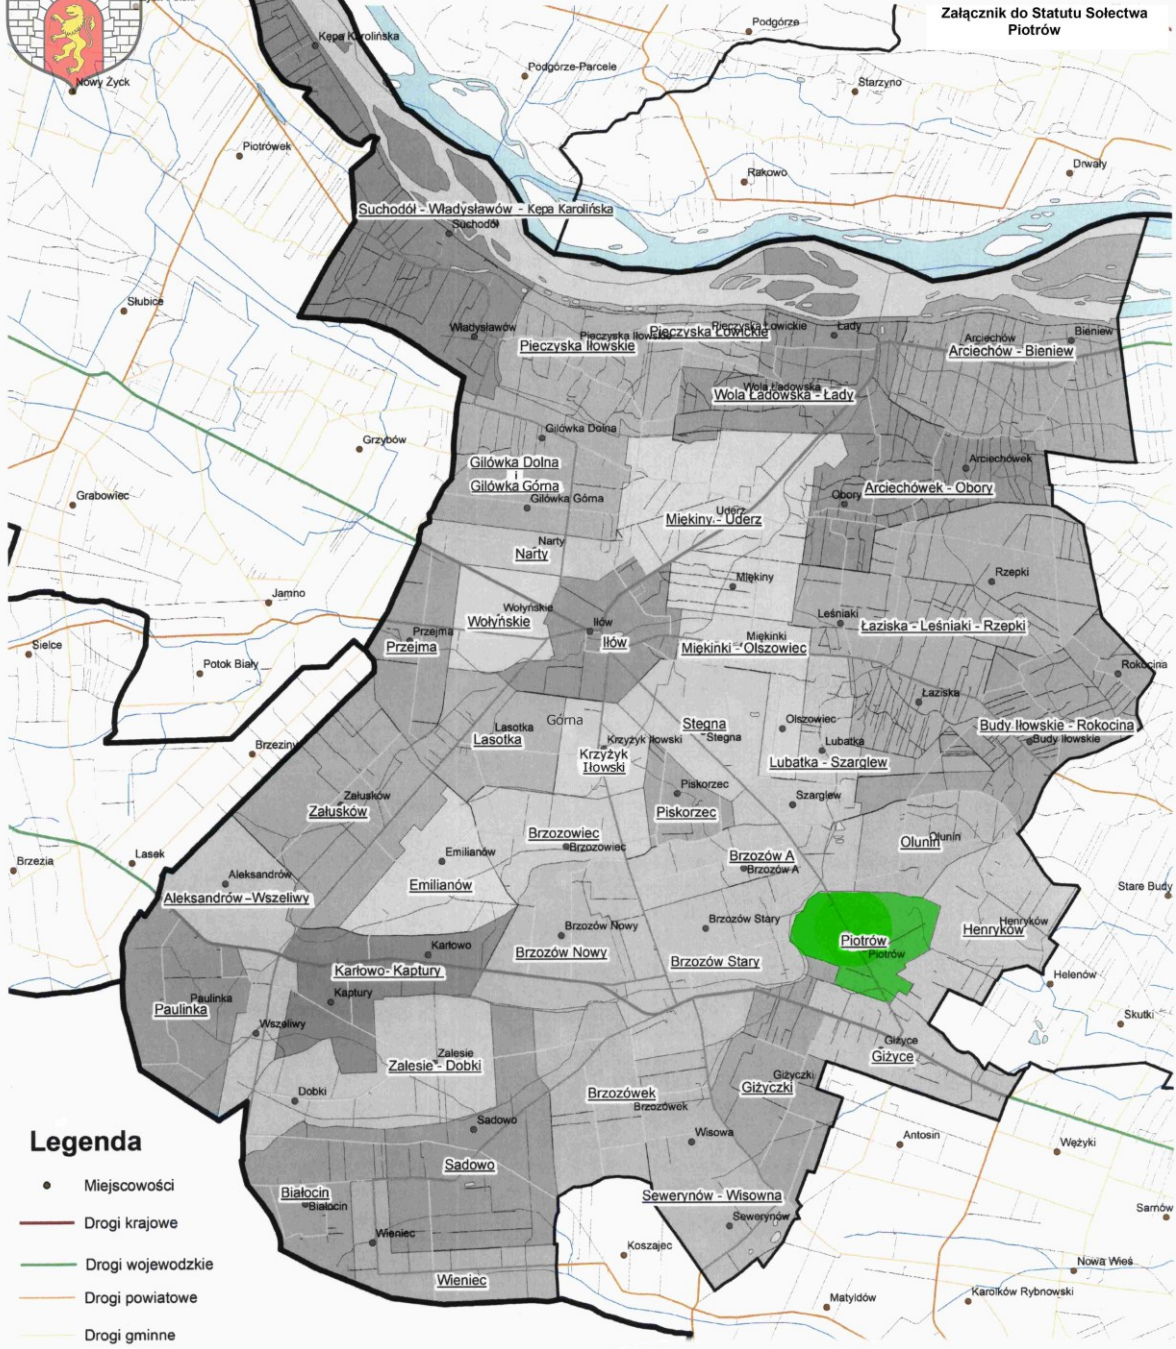 Załącznik do Statutu Sołectwa
Piotrów
Nowy Życk
Kępa Karolińska
Podgórze
Podgórze-Parcele
Starzyno
Piotrówek
Rakowo
Drwały
Suchodół - Władysławów - Kępa Karolińska
Suchodół
Słubice
Władysławów
Pieczyska Iłowskie
Pieczyska Iłowskie
Pieczyska Łowickie
Pieczyska Łowickie
Łady
Arciechów
Bieniew
Arciechów - Bieniew
Wola Ładowska
Wola Ładowska - Łady
Grzybów
Gilówka Dolna
Gilówka Dolna
i
Gilówka Górna
Gilówka Górna
Arciechówek
Arciechówek - Obory
Obory
Grabowiec
Uderz
Miękiny - Uderz
Narty
Narty
Miękiny
Rzepki
Jamno
Wołyńskie
Wołyńskie
Iłów
Iłów
Leśniaki
Łaziska - Leśniaki - Rzepki
Przejma
Przejma
Miękinki
Miękinki - Olszowiec
Sielce
Potok Biały
Rokocina
Łaziska
Górna
Lasotka
Lasotka
Stegna
Stegna
Olszowiec
Budy Iłowskie - Rokocina
Budy Iłowskie
Brzeziny
Krzyżyk Iłowski
Krzyżyk
Iłowski
Lubatka
Lubatka - Szarglew
Załusków
Załusków
Piskorzec
Piskorzec
Szarglew
Brzozowiec
Brzozowiec
Olunin
Olunin
Brzezia
Lasek
Emilianów
Emilianów
Brzozów A
Brzozów A
Aleksandrów
Aleksandrów - Wszeliwy
Stare Budy
Brzozów Nowy
Brzozów Nowy
Brzozów Stary
Brzozów Stary
Piotrów
Piotrów
Henryków
Henryków
Karłowo
Karłowo - Kaptury
Kaptury
Helenów
Paulinka
Paulinka
Wszeliwy
Skutki
Giżyce
Giżyce
Zalesie
Zalesie - Dobki
Giżyczki
Giżyczki
Dobki
Brzozówek
Brzozówek
Sadowo
Sadowo
Wisowa
Antosin
Wężyki
Legenda
Miejscowości
Drogi krajowe
Drogi wojewodzkie
Drogi powiatowe
Drogi gminne
Białocin
Białocin
Sewerynów - Wisowna
Sewerynów
Sarnów
Wieniec
Wieniec
Koszajec
Nowa Wieś
Matyldów
Karolków Rybnowski